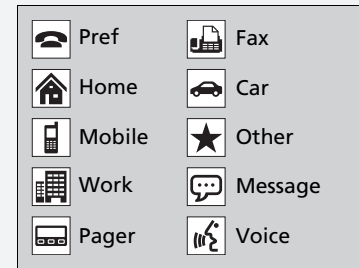 Pref
Home
Mobile
Work
Pager
Fax
Car
Other
Message
Voice